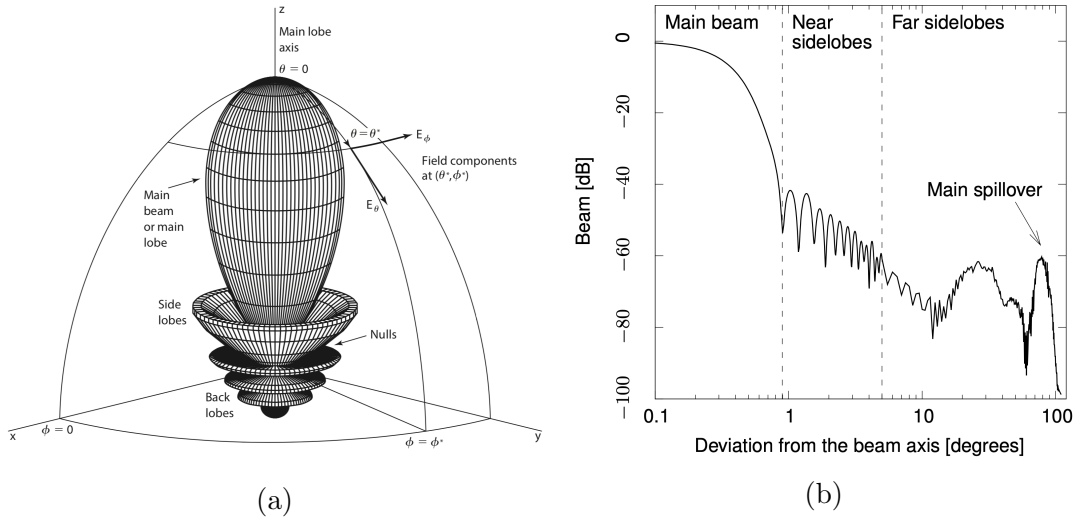 z
Main lobe
axis
θ = 0
θ = θ*
E_ϕ
Field components
at (θ*,ϕ*)
E_θ
Main
beam
or main
lobe
Side
lobes
Nulls
Back
lobes
x
ϕ = 0
ϕ = ϕ*
y
(a)
Main beam
Near
sidelobes
Far sidelobes
Main spillover
Beam [dB]
0
−20
−40
−60
−80
−100
0.1
1
10
100
Deviation from the beam axis [degrees]
(b)